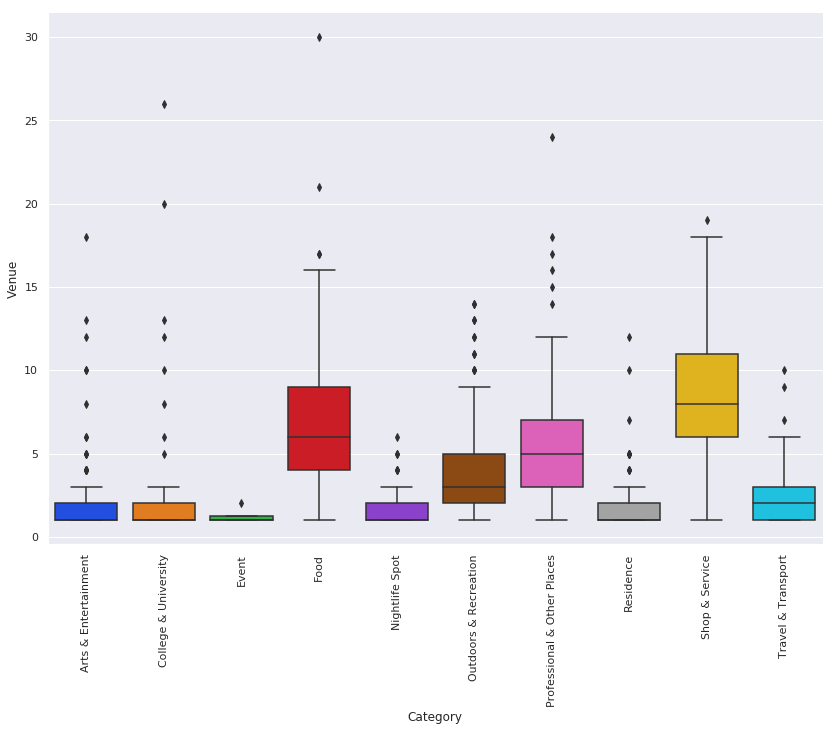 30
25
20
15
10
5
0
Venue
Arts & Entertainment
College & University
Event
Food
Nightlife Spot
Outdoors & Recreation
Professional & Other Places
Residence
Shop & Service
Travel & Transport
Category